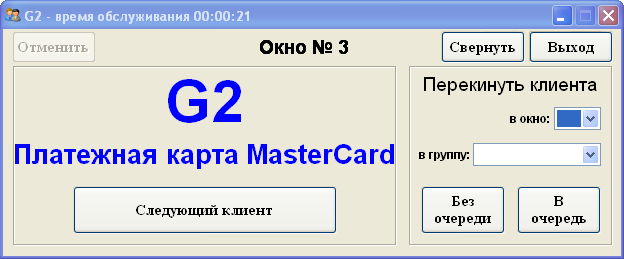 G2 - время обслуживания 00:00:21
Отменить
Окно № 3
Свернуть
Выход
G2
Платежная карта MasterCard
Следующий клиент
Перекинуть клиента
в окно:
в группу:
Без
очереди
В
очередь